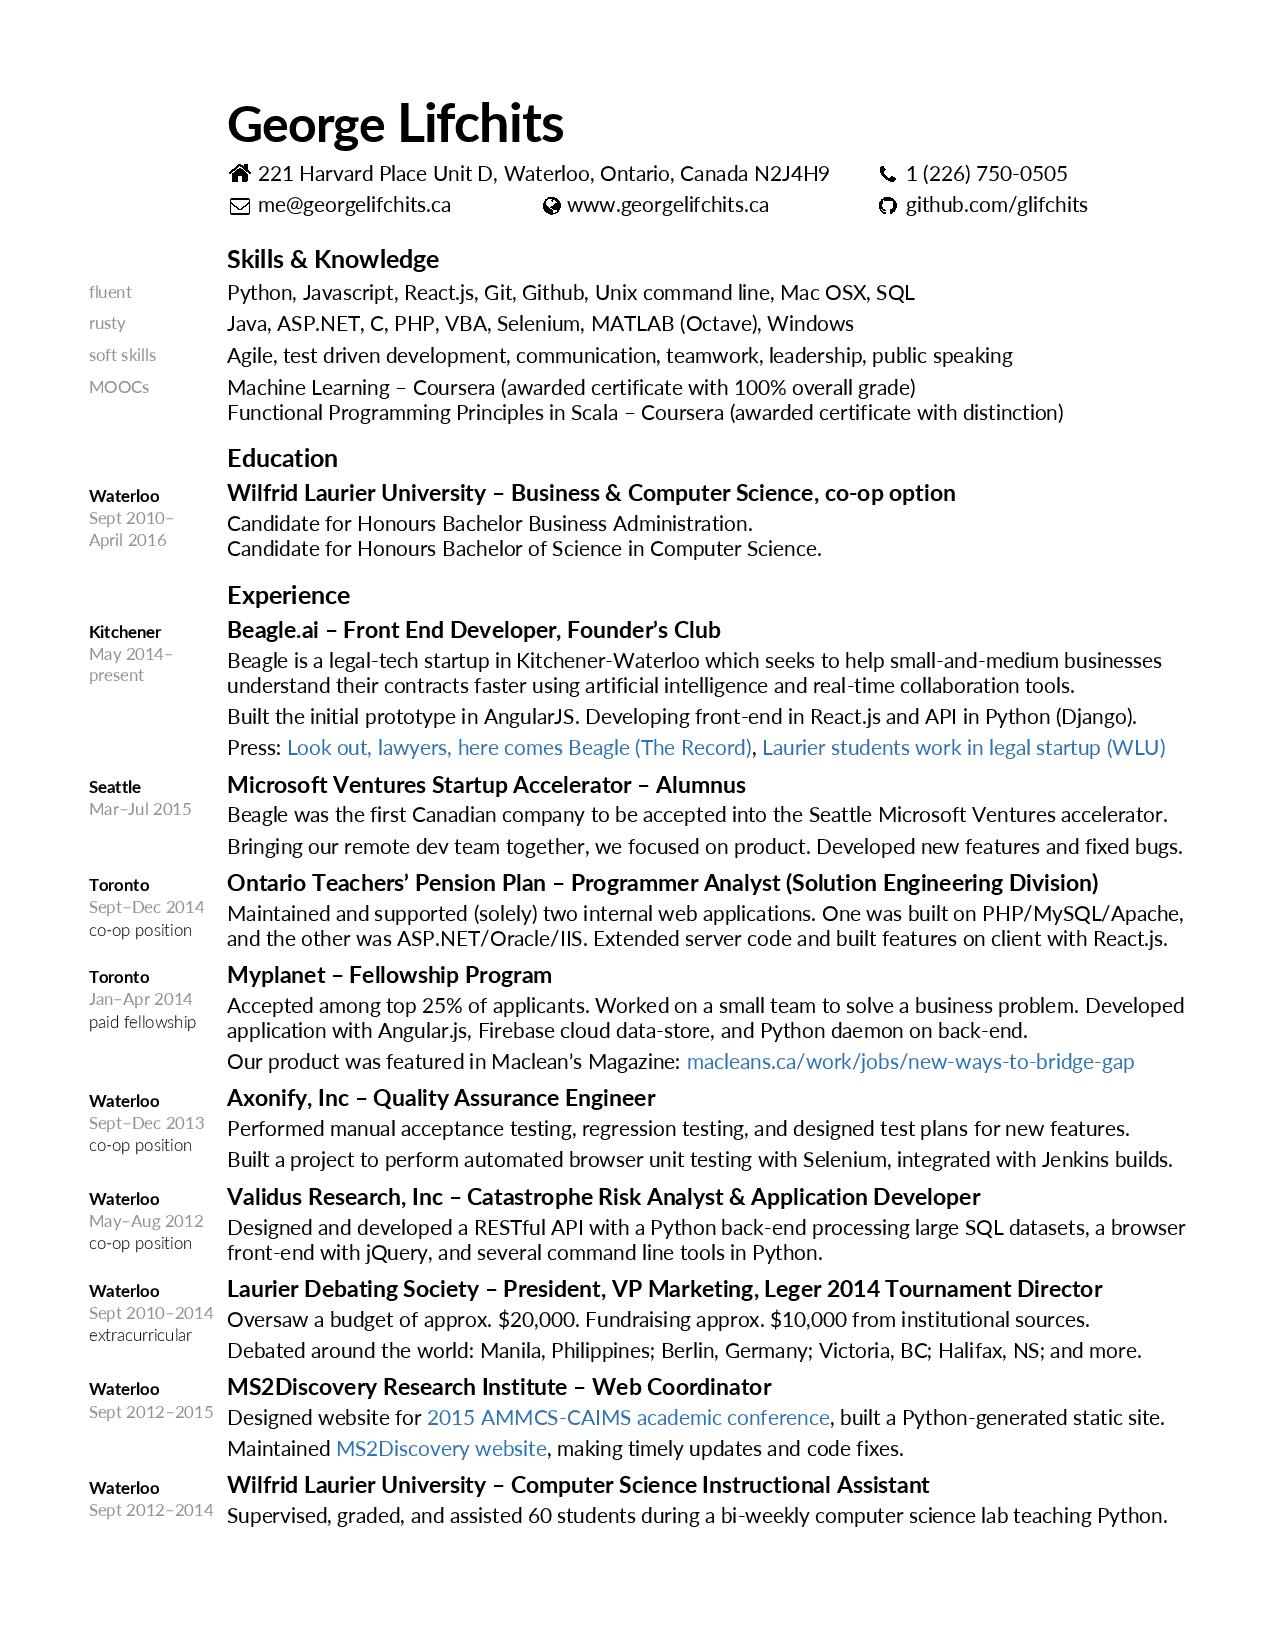 George Lifchits
221 Harvard Place Unit D, Waterloo, Ontario, Canada N2J4H9 1 (226) 750-0505
me@georgelifchits.ca www.georgelifchits.ca github.com/glifchits
Skills & Knowledge
fluent Python, Javascript, React.js, Git, Github, Unix command line, Mac OSX, SQL
rusty Java, ASP.NET, C, PHP, VBA, Selenium, MATLAB (Octave), Windows
soft skills Agile, test driven development, communication, teamwork, leadership, public speaking
MOOCs Machine Learning – Coursera (awarded certificate with 100% overall grade)
Functional Programming Principles in Scala – Coursera (awarded certificate with distinction)
Education
Waterloo Wilfrid Laurier University – Business & Computer Science, co-op option
Sept 2010– Candidate for Honours Bachelor Business Administration.
April 2016 Candidate for Honours Bachelor of Science in Computer Science.
Experience
Kitchener Beagle.ai – Front End Developer, Founder’s Club
May 2014– Beagle is a legal-tech startup in Kitchener-Waterloo which seeks to help small-and-medium businesses
present understand their contracts faster using artificial intelligence and real-time collaboration tools.
Built the initial prototype in AngularJS. Developing front-end in React.js and API in Python (Django).
Press: Look out, lawyers, here comes Beagle (The Record), Laurier students work in legal startup (WLU)
Seattle Microsoft Ventures Startup Accelerator – Alumnus
Mar–Jul 2015 Beagle was the first Canadian company to be accepted into the Seattle Microsoft Ventures accelerator.
Bringing our remote dev team together, we focused on product. Developed new features and fixed bugs.
Toronto Ontario Teachers’ Pension Plan – Programmer Analyst (Solution Engineering Division)
Sept–Dec 2014 Maintained and supported (solely) two internal web applications. One was built on PHP/MySQL/Apache,
co-op position and the other was ASP.NET/Oracle/IIS. Extended server code and built features on client with React.js.
Toronto Myplanet – Fellowship Program
Jan–Apr 2014 Accepted among top 25% of applicants. Worked on a small team to solve a business problem. Developed
paid fellowship application with Angular.js, Firebase cloud data-store, and Python daemon on back-end.
Our product was featured in Maclean’s Magazine: macleans.ca/work/jobs/new-ways-to-bridge-gap
Waterloo Axonify, Inc – Quality Assurance Engineer
Sept–Dec 2013 Performed manual acceptance testing, regression testing, and designed test plans for new features.
co-op position Built a project to perform automated browser unit testing with Selenium, integrated with Jenkins builds.
Waterloo Validus Research, Inc – Catastrophe Risk Analyst & Application Developer
May–Aug 2012 Designed and developed a RESTful API with a Python back-end processing large SQL datasets, a browser
co-op position front-end with jQuery, and several command line tools in Python.
Waterloo Laurier Debating Society – President, VP Marketing, Leger 2014 Tournament Director
Sept 2010–2014 Oversaw a budget of approx. $20,000. Fundraising approx. $10,000 from institutional sources.
extracurricular Debated around the world: Manila, Philippines; Berlin, Germany; Victoria, BC; Halifax, NS; and more.
Waterloo MS2Discovery Research Institute – Web Coordinator
Sept 2012–2015 Designed website for 2015 AMMCS-CAIMS academic conference, built a Python-generated static site.
Maintained MS2Discovery website, making timely updates and code fixes.
Waterloo Wilfrid Laurier University – Computer Science Instructional Assistant
Sept 2012–2014 Supervised, graded, and assisted 60 students during a bi-weekly computer science lab teaching Python.